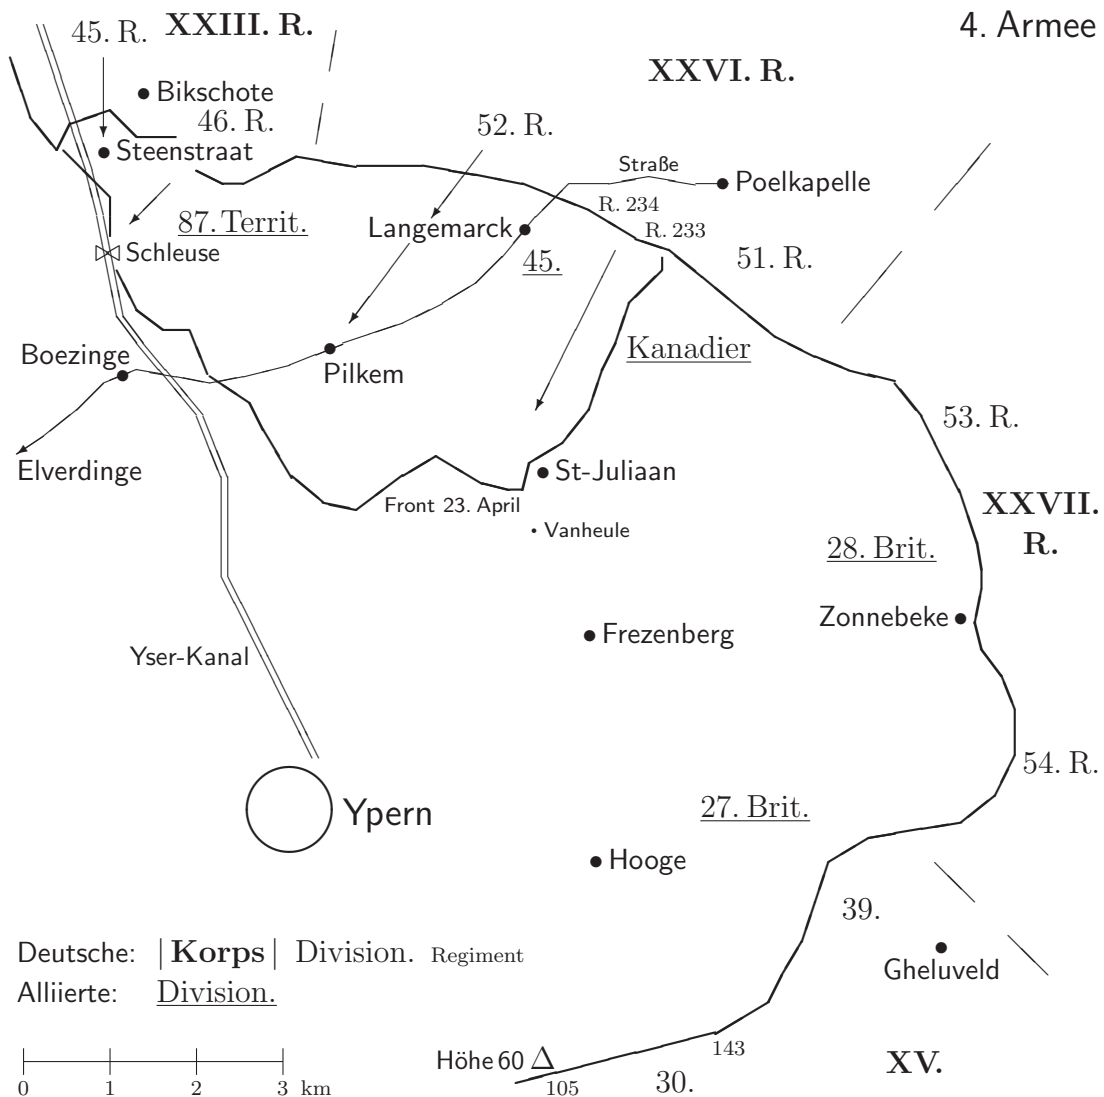 45. R.
XXIII. R.
4. Armee
XXVI. R.
Bikschote
46. R.
52. R.
Steenstraat
Straße
Poelkapelle
R. 234
87. Territ.
Langemarck
R. 233
Schleuse
45.
51. R.
Boezinge
Kanadier
Pilkem
53. R.
Elverdinge
St-Juliaan
Front 23. April
XXVII.
R.
Vanheule
28. Brit.
Zonnebeke
Frezenberg
Yser-Kanal
54. R.
Ypern
27. Brit.
Hooge
39.
Deutsche: |Korps| Division. Regiment
Gheluveld
Alliierte: Division.
143
Höhe 60 Δ
XV.
105
30.
0 1 2 3 km